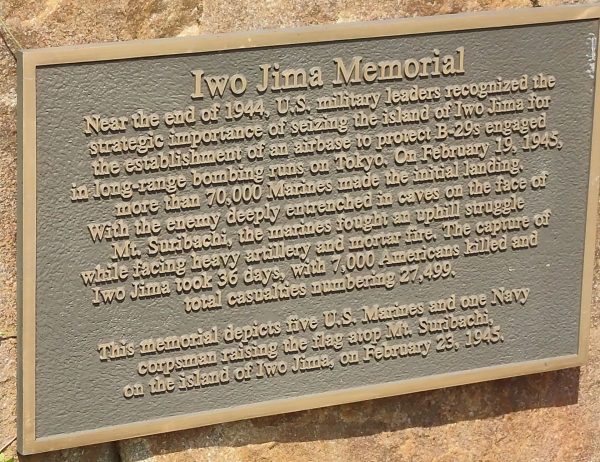 Iwo Jima Memorial
Near the end of 1944, U.S. military leaders recognized the
strategic importance of seizing the island of Iwo Jima for
the establishment of an airbase to protect B-29s engaged
in long-range bombing runs on Tokyo. On February 19, 1945,
more than 70,000 Marines made the initial landing.
With the enemy deeply entrenched in caves on the face of
Mt. Suribachi, the marines fought an uphill struggle
while facing heavy artillery and mortar fire. The capture of
Iwo Jima took 36 days, with 7,000 Americans killed and
total casualties numbering 27,499.
This memorial depicts five U.S. Marines and one Navy
corpsman raising the flag atop Mt. Suribachi,
on the island of Iwo Jima, on February 23, 1945.